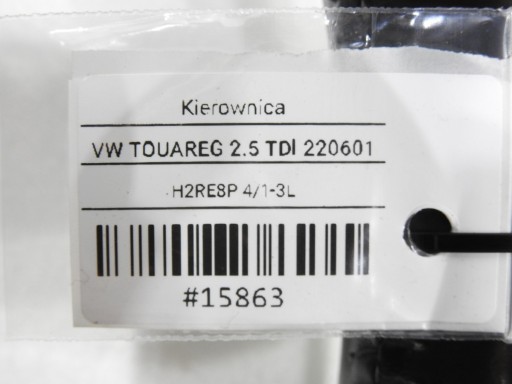 Kierownica
VW TOUAREG 2.5 TDI 220601
H2RE8P 4/1-3L
#15863